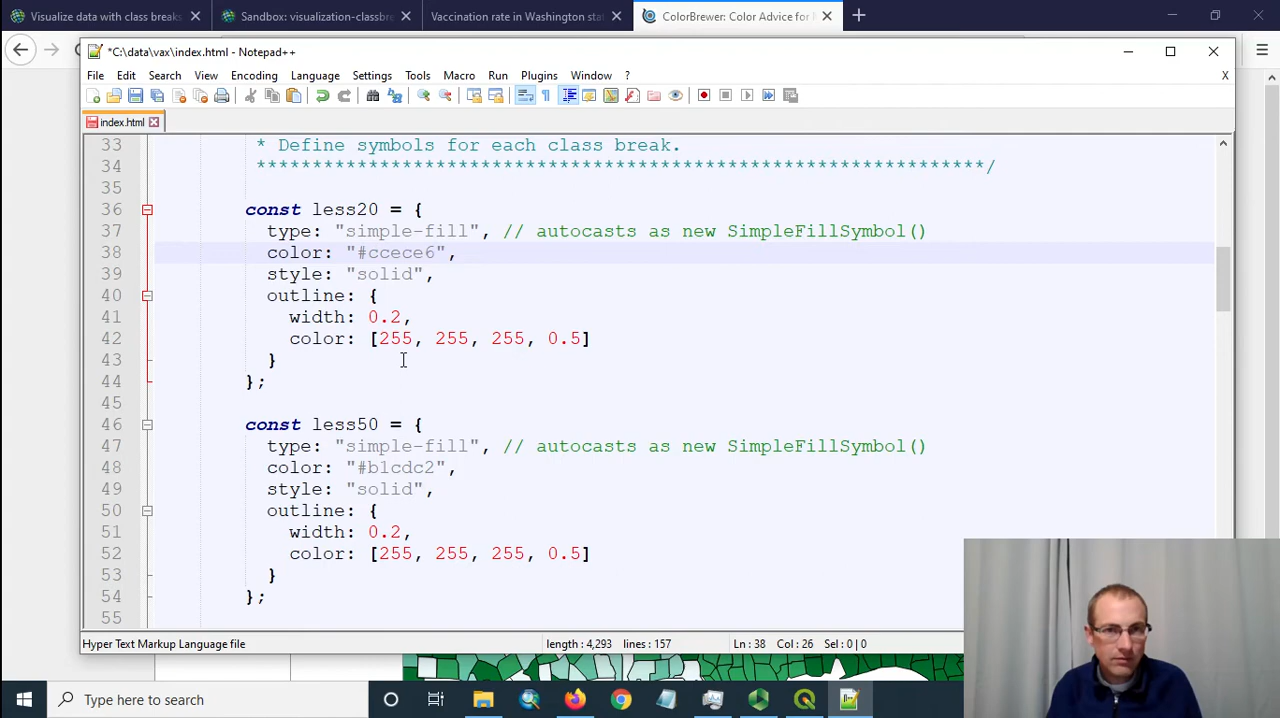 Visualize data with class breaks
Sandbox: visualization-classbre
Vaccination rate in Washington stat
ColorBrewer: Color Advice for
*C:\data\vax\index.html - Notepad++
File Edit Search View Encoding Language Settings Tools Macro Run Plugins Window ? X
index.html
33 * Define symbols for each class break.
34 *****************************************************************/
35
36 const less20 = {
37 type: "simple-fill", // autocasts as new SimpleFillSymbol()
38 color: "#ccece6",
39 style: "solid",
40 outline: {
41 width: 0.2,
42 color: [255, 255, 255, 0.5]
43 }
44 };
45
46 const less50 = {
47 type: "simple-fill", // autocasts as new SimpleFillSymbol()
48 color: "#b1cdc2",
49 style: "solid",
50 outline: {
51 width: 0.2,
52 color: [255, 255, 255, 0.5]
53 }
54 };
55
Hyper Text Markup Language file length : 4,293 lines : 157 Ln : 38 Col : 26 Sel : 0 | 0
Type here to search